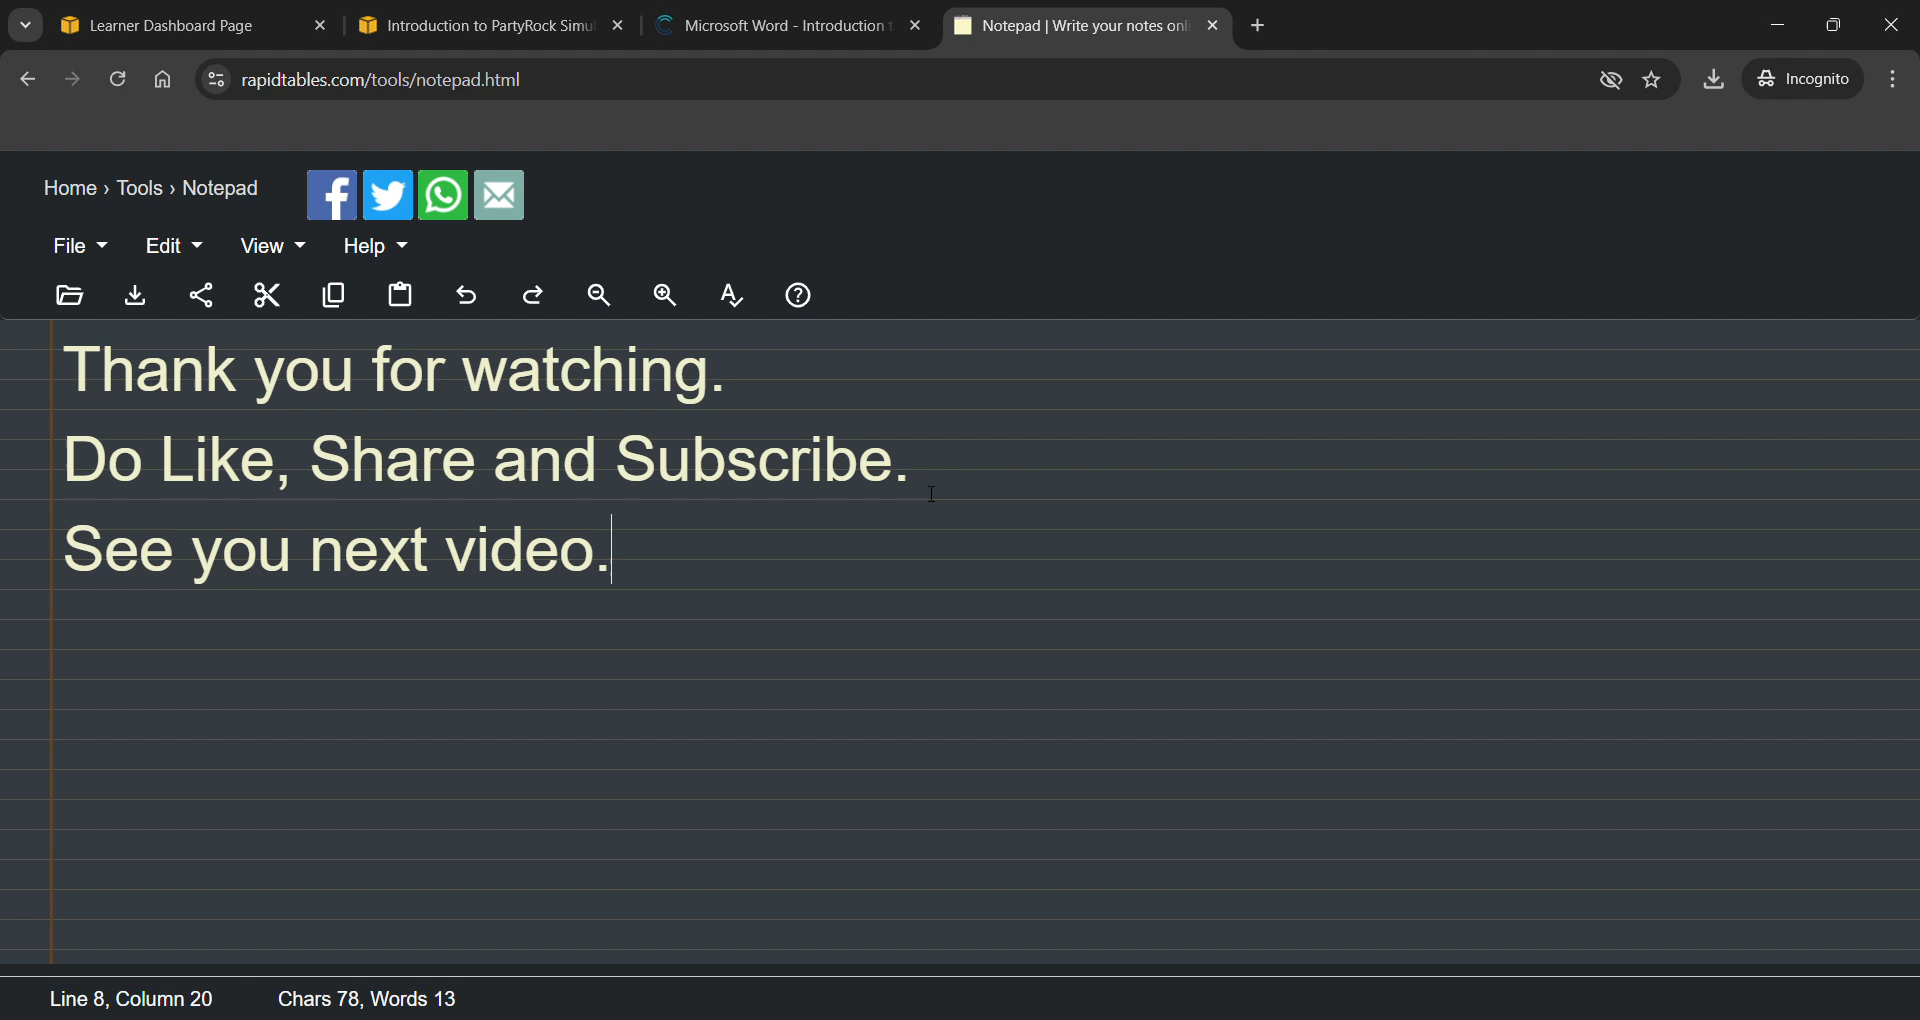 Learner Dashboard Page
Introduction to PartyRock Simu
Microsoft Word - Introduction t
Notepad | Write your notes onli
rapidtables.com/tools/notepad.html
Incognito
Home › Tools › Notepad
File Edit View Help
Thank you for watching.
Do Like, Share and Subscribe.
See you next video.
Line 8, Column 20 Chars 78, Words 13